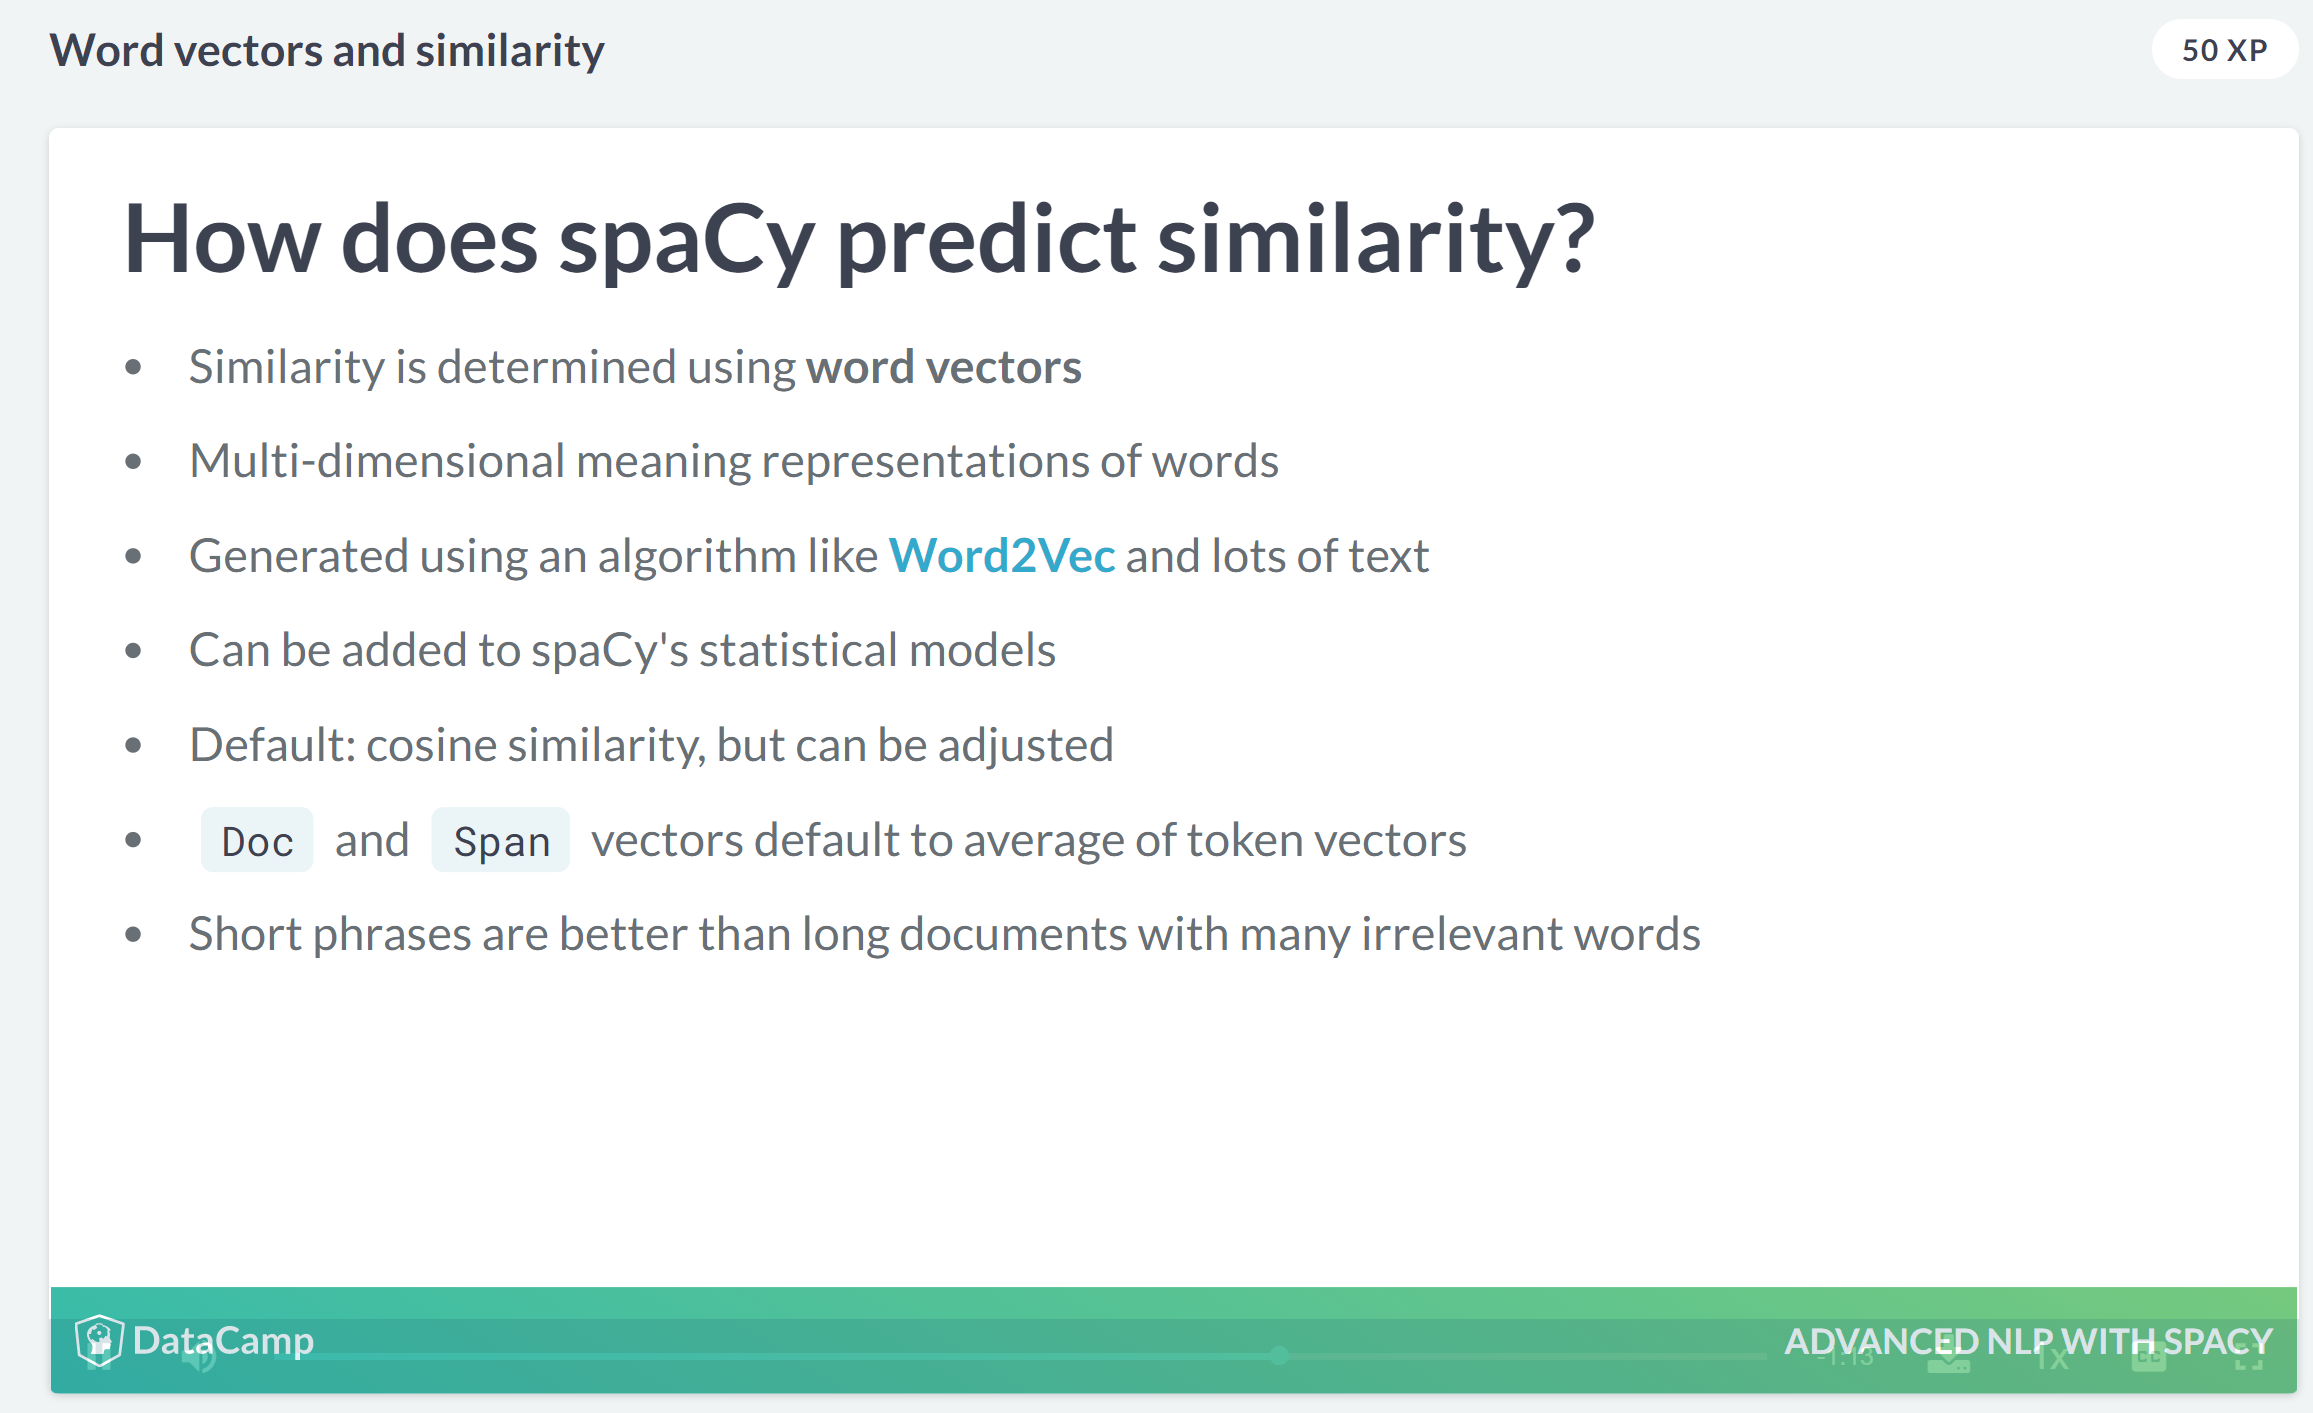 Word vectors and similarity
50 XP
How does spaCy predict similarity?
• Similarity is determined using word vectors
• Multi-dimensional meaning representations of words
• Generated using an algorithm like Word2Vec and lots of text
• Can be added to spaCy's statistical models
• Default: cosine similarity, but can be adjusted
• Doc and Span vectors default to average of token vectors
• Short phrases are better than long documents with many irrelevant words
DataCamp
ADVANCED NLP WITH SPACY
-1:13
1x
CC